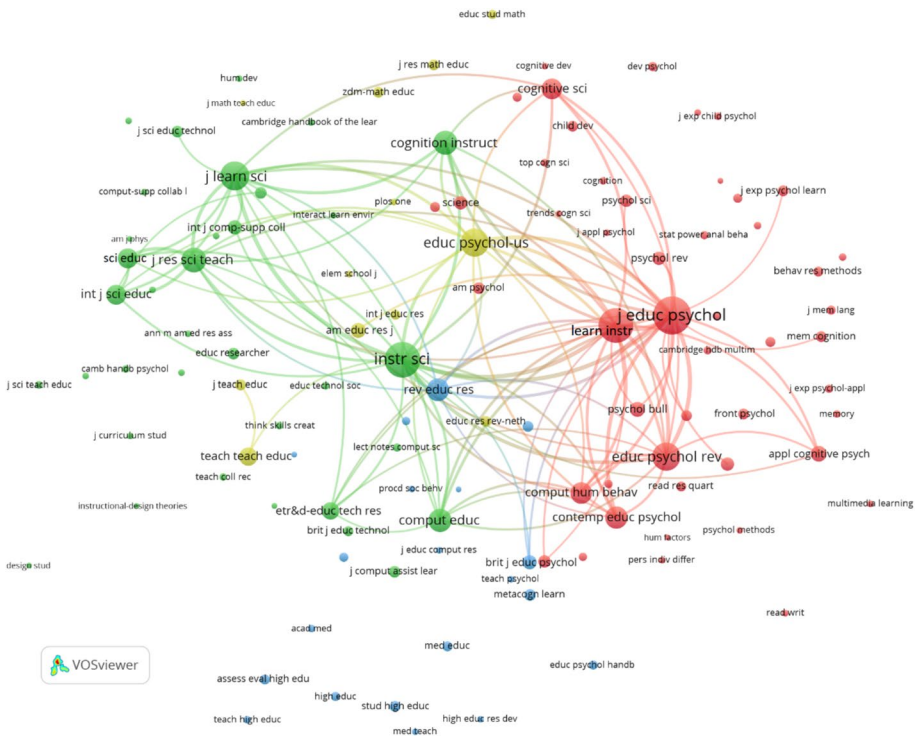 educ stud math
j res math educ
cognitive dev
dev psychol
hum dev
zdm-math educ
cognitive sci
j math teach educ
j exp child psychol
cambridge handbook of the lear
child dev
j sci educ technol
cognition instruct
top cogn sci
j learn sci
cognition
comput-supp collab l
j exp psychol learn
plos one
science
psychol sci
interact learn envir
trends cogn sci
int j comp-supp coll
j appl psychol
stat power anal beha
am j phys
educ psychol-us
sci educ
j res sci teach
psychol rev
elem school j
behav res methods
am psychol
int j sci educ
j mem lang
int j educ res
j educ psychol
ann m am ed res ass
am educ res j
learn instr
mem cognition
educ researcher
cambridge hdb multim
instr sci
camb handb psychol
j sci teach educ
j teach educ
educ technol soc
rev educ res
j exp psychol-appl
psychol bull
front psychol
memory
think skills creat
educ res rev-neth
j curriculum stud
lect notes comput sc
teach teach educ
educ psychol rev
appl cognitive psych
teach coll rec
procd soc behv
read res quart
comput hum behav
instructional-design theories
multimedia learning
etr&d-educ tech res
comput educ
contemp educ psychol
brit j educ technol
psychol methods
hum factors
j educ comput res
design stud
brit j educ psychol
pers indiv differ
j comput assist lear
teach psychol
metacogn learn
read writ
acad med
med educ
VOSviewer
educ psychol handb
assess eval high edu
high educ
stud high educ
teach high educ
high educ res dev
med teach